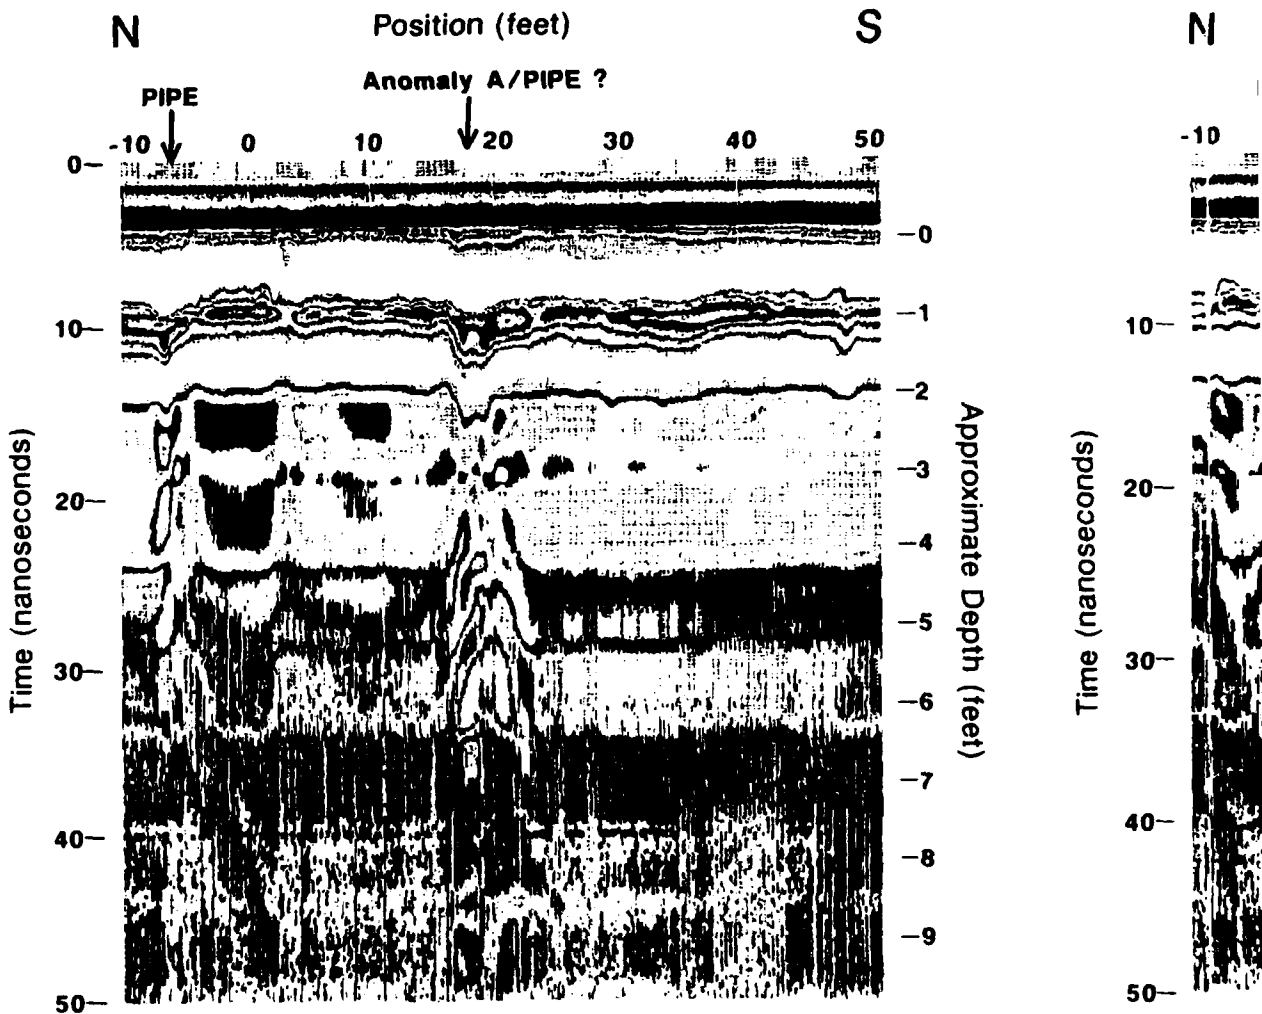 N Position (feet) S
Anomaly A/PIPE ?
PIPE
-10 0 10 20 30 40 50
0
10
20
30
40
50
Time (nanoseconds)
0
1
2
3
4
5
6
7
8
9
Approximate Depth (feet)
N
-10
10
20
30
40
50
Time (nanoseconds)